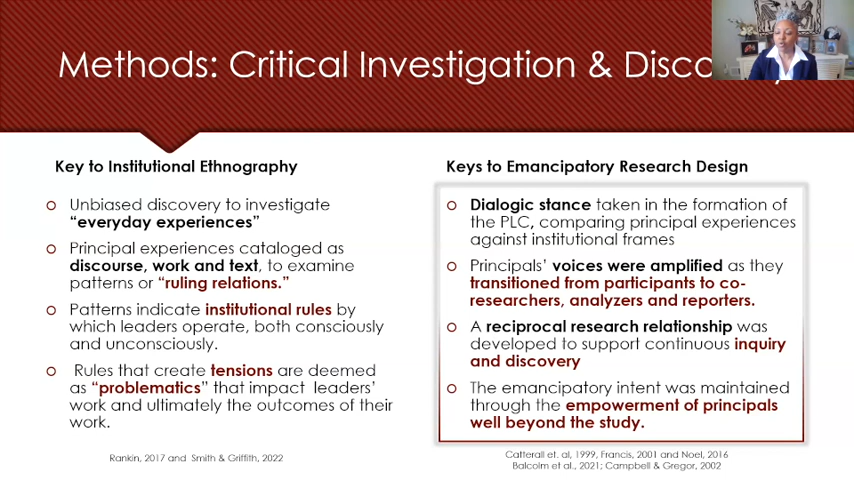 Methods: Critical Investigation & Disco
Key to Institutional Ethnography
Unbiased discovery to investigate
“everyday experiences”
Principal experiences cataloged as
discourse, work and text, to examine
patterns or “ruling relations.”
Patterns indicate institutional rules by
which leaders operate, both consciously
and unconsciously.
Rules that create tensions are deemed
as “problematics” that impact leaders’
work and ultimately the outcomes of their
work.
Rankin, 2017 and Smith & Griffith, 2022
Keys to Emancipatory Research Design
Dialogic stance taken in the formation of
the PLC, comparing principal experiences
against institutional frames
Principals’ voices were amplified as they
transitioned from participants to co-
researchers, analyzers and reporters.
A reciprocal research relationship was
developed to support continuous inquiry
and discovery
The emancipatory intent was maintained
through the empowerment of principals
well beyond the study.
Catterall et. al, 1999, Francis, 2001 and Noel, 2016
Balcolm et al., 2021; Campbell & Gregor, 2002